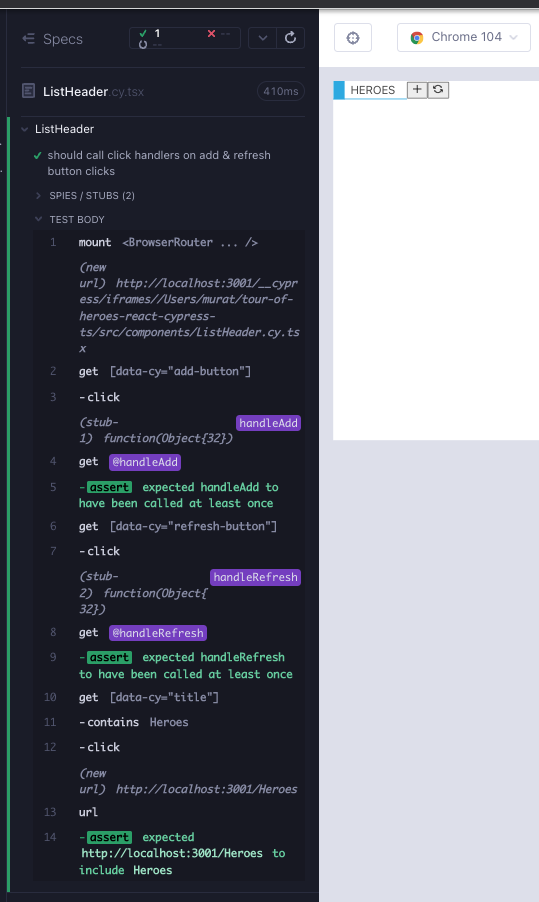 Specs
1
--
--
Chrome 104
ListHeader.cy.tsx
410ms
HEROES
ListHeader
should call click handlers on add & refresh
button clicks
SPIES / STUBS (2)
TEST BODY
1 mount <BrowserRouter ... />
(new
url) http://localhost:3001/__cypr
ess/iframes//Users/murat/tour-of-
heroes-react-cypress-
ts/src/components/ListHeader.cy.ts
x
2 get [data-cy="add-button"]
3 -click
(stub- handleAdd
1) function(Object{32})
4 get @handleAdd
5 -assert expected handleAdd to
have been called at least once
6 get [data-cy="refresh-button"]
7 -click
(stub- handleRefresh
2) function(Object{
32})
8 get @handleRefresh
9 -assert expected handleRefresh
to have been called at least once
10 get [data-cy="title"]
11 -contains Heroes
12 -click
(new
url) http://localhost:3001/Heroes
13 url
14 -assert expected
http://localhost:3001/Heroes to
include Heroes